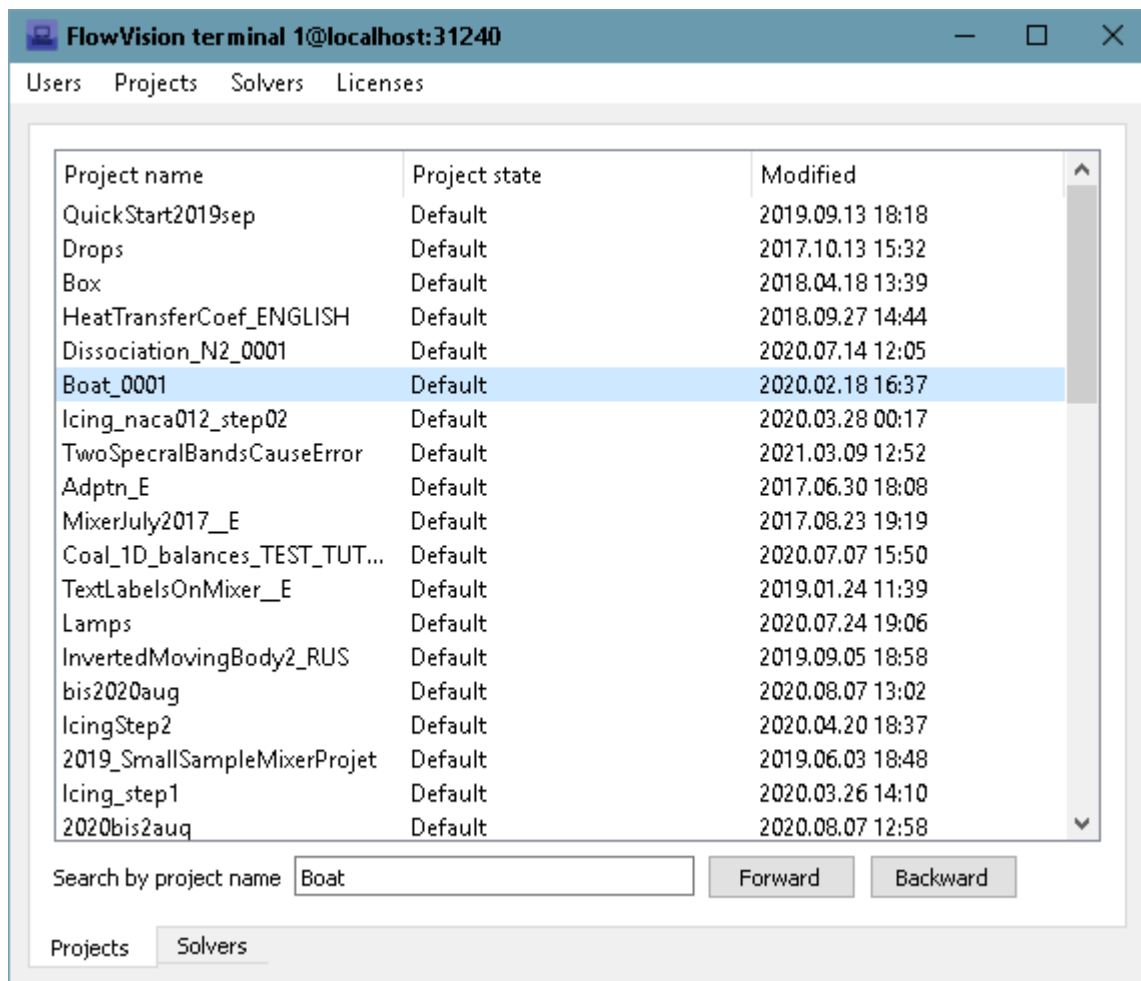 FlowVision terminal 1@localhost:31240
Users Projects Solvers Licenses
Project name Project state Modified
QuickStart2019sep Default 2019.09.13 18:18
Drops Default 2017.10.13 15:32
Box Default 2018.04.18 13:39
HeatTransferCoef_ENGLISH Default 2018.09.27 14:44
Dissociation_N2_0001 Default 2020.07.14 12:05
Boat_0001 Default 2020.02.18 16:37
Icing_naca012_step02 Default 2020.03.28 00:17
TwoSpecralBandsCauseError Default 2021.03.09 12:52
Adptn_E Default 2017.06.30 18:08
MixerJuly2017__E Default 2017.08.23 19:19
Coal_1D_balances_TEST_TUT... Default 2020.07.07 15:50
TextLabelsOnMixer__E Default 2019.01.24 11:39
Lamps Default 2020.07.24 19:06
InvertedMovingBody2_RUS Default 2019.09.05 18:58
bis2020aug Default 2020.08.07 13:02
IcingStep2 Default 2020.04.20 18:37
2019_SmallSampleMixerProjet Default 2019.06.03 18:48
Icing_step1 Default 2020.03.26 14:10
2020bis2aug Default 2020.08.07 12:58
Search by project name Boat Forward Backward
Projects Solvers